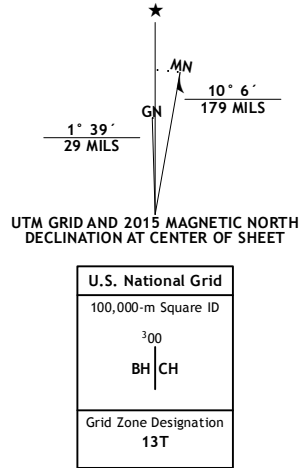 ★
MN
GN
10° 6´
179 MILS
1° 39´
29 MILS
UTM GRID AND 2015 MAGNETIC NORTH
DECLINATION AT CENTER OF SHEET
U.S. National Grid
100,000-m Square ID
³00
BH CH
Grid Zone Designation
13T